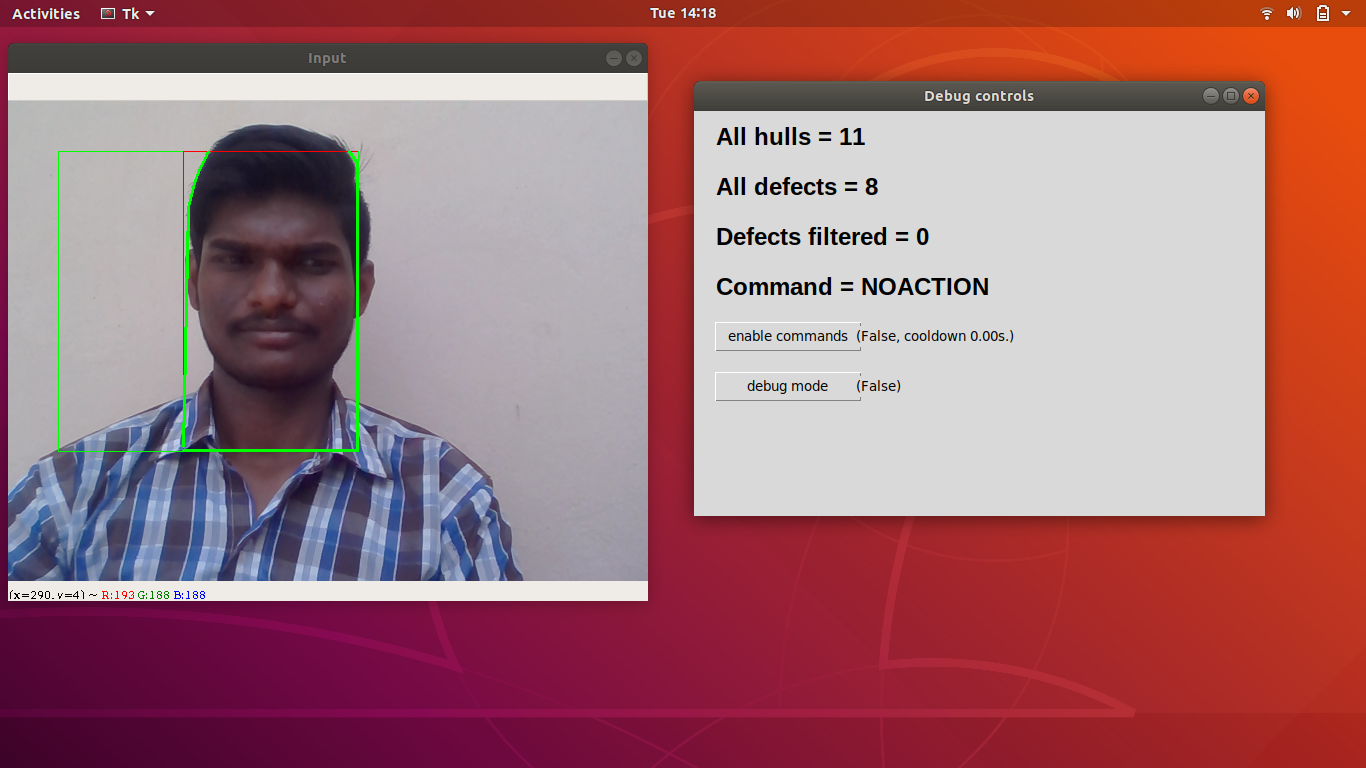 Activities Tk Tue 14:18
Input
Debug controls
All hulls = 11
All defects = 8
Defects filtered = 0
Command = NOACTION
enable commands (False, cooldown 0.00s.)
debug mode (False)
(x=290, y=4) ~ R:193 G:188 B:188